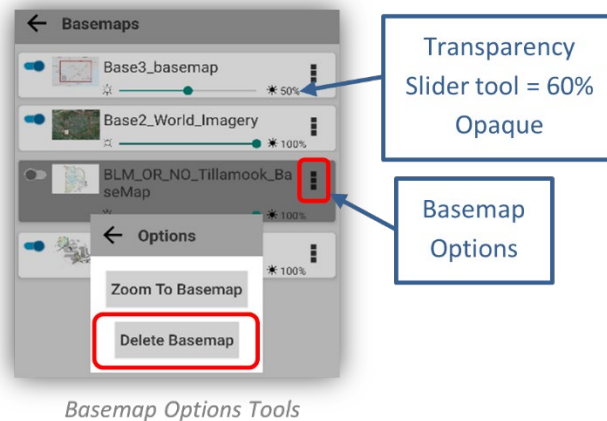 Basemaps
Base3_basemap
50%
Base2_World_Imagery
100%
BLM_OR_NO_Tillamook_Ba
seMap
100%
Options
100%
Zoom To Basemap
Delete Basemap
Transparency
Slider tool = 60%
Opaque
Basemap
Options
Basemap Options Tools